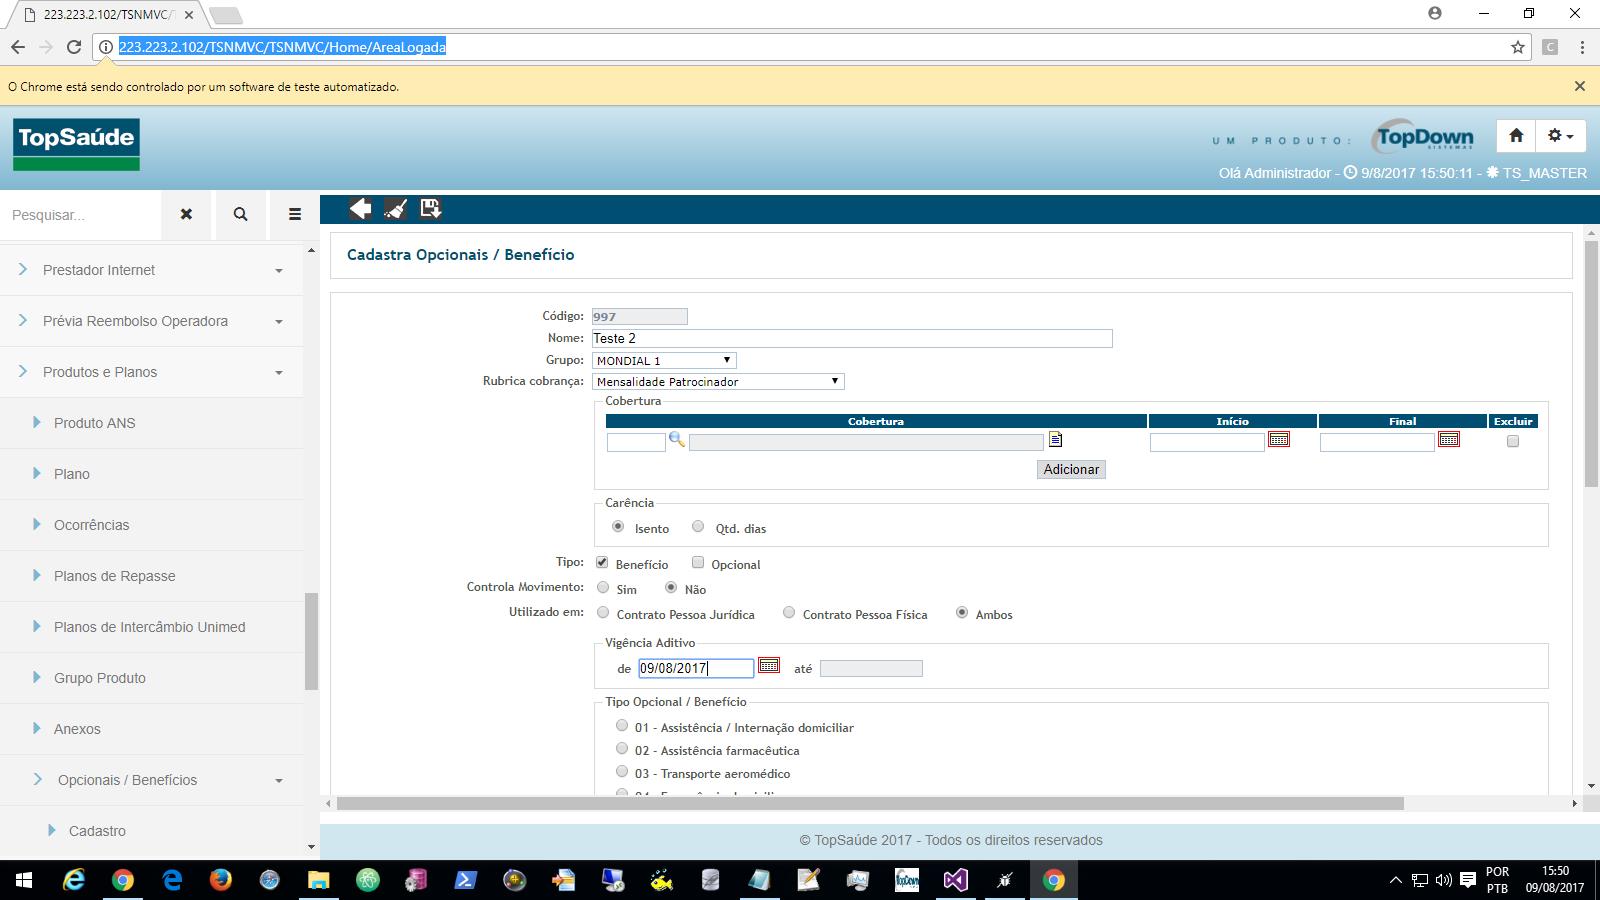 223.223.2.102/TSNMVC/T
223.223.2.102/TSNMVC/TSNMVC/Home/AreaLogada
C
O Chrome está sendo controlado por um software de teste automatizado.
TopSaúde
UM PRODUTO:
TopDown
SISTEMAS
Olá Administrador - 9/8/2017 15:50:11 - TS_MASTER
Pesquisar...
Prestador Internet
Prévia Reembolso Operadora
Produtos e Planos
Produto ANS
Plano
Ocorrências
Planos de Repasse
Planos de Intercâmbio Unimed
Grupo Produto
Anexos
Opcionais / Benefícios
Cadastro
Cadastra Opcionais / Benefício
Código: 997
Nome: Teste 2
Grupo: MONDIAL 1
Rubrica cobrança: Mensalidade Patrocinador
Cobertura
Cobertura Início Final Excluir
Adicionar
Carência
Isento Qtd. dias
Tipo: Benefício Opcional
Controla Movimento: Sim Não
Utilizado em: Contrato Pessoa Jurídica Contrato Pessoa Física Ambos
Vigência Aditivo
de 09/08/2017 até
Tipo Opcional / Benefício
01 - Assistência / Internação domiciliar
02 - Assistência farmacêutica
03 - Transporte aeromédico
© TopSaúde 2017 - Todos os direitos reservados
TopDown
POR
PTB
15:50
09/08/2017